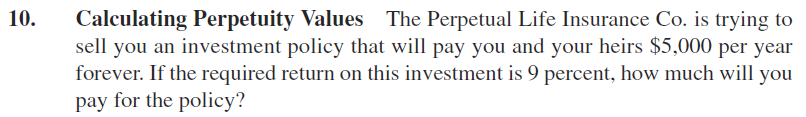 10. Calculating Perpetuity Values The Perpetual Life Insurance Co. is trying to
sell you an investment policy that will pay you and your heirs $5,000 per year
forever. If the required return on this investment is 9 percent, how much will you
pay for the policy?